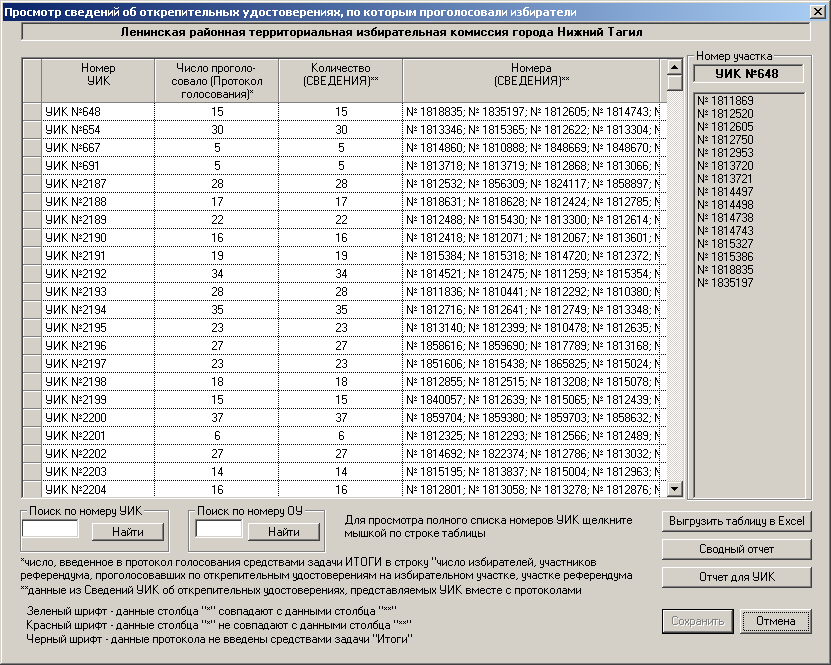 Просмотр сведений об открепительных удостоверениях, по которым проголосовали избиратели
Ленинская районная территориальная избирательная комиссия города Нижний Тагил
Номер УИК Число проголо-совало (Протокол голосования)* Количество (СВЕДЕНИЯ)** Номера (СВЕДЕНИЯ)**
УИК №648 15 15 № 1818835; № 1835197; № 1812605; № 1814743; №
УИК №654 30 30 № 1813346; № 1815365; № 1812622; № 1813304; №
УИК №667 5 5 № 1814860; № 1810888; № 1848669; № 1848670; №
УИК №691 5 5 № 1813718; № 1813719; № 1812868; № 1813066; №
УИК №2187 28 28 № 1812532; № 1856309; № 1824117; № 1858897; №
УИК №2188 17 17 № 1818631; № 1818628; № 1812424; № 1812785; №
УИК №2189 22 22 № 1812488; № 1815430; № 1813300; № 1812614; №
УИК №2190 16 16 № 1812418; № 1812071; № 1812067; № 1813601; №
УИК №2191 19 19 № 1815384; № 1815318; № 1814720; № 1812372; №
УИК №2192 34 34 № 1814521; № 1812475; № 1811259; № 1815354; №
УИК №2193 28 28 № 1811836; № 1810441; № 1812292; № 1810380; №
УИК №2194 35 35 № 1812716; № 1812641; № 1812749; № 1813348; №
УИК №2195 23 23 № 1813140; № 1812399; № 1810478; № 1812635; №
УИК №2196 27 27 № 1858616; № 1859690; № 1817789; № 1813168; №
УИК №2197 23 23 № 1851606; № 1815438; № 1865825; № 1815024; №
УИК №2198 18 18 № 1812855; № 1812515; № 1813208; № 1815078; №
УИК №2199 15 15 № 1840057; № 1812639; № 1815065; № 1812439; №
УИК №2200 37 37 № 1859704; № 1859380; № 1859703; № 1858632; №
УИК №2201 6 6 № 1812325; № 1812293; № 1812566; № 1812489; №
УИК №2202 27 27 № 1814692; № 1822374; № 1812786; № 1813032; №
УИК №2203 14 14 № 1815195; № 1813837; № 1815004; № 1812963; №
УИК №2204 16 16 № 1812801; № 1813058; № 1813278; № 1812876; №
Номер участка
УИК №648
№ 1811869
№ 1812520
№ 1812605
№ 1812750
№ 1812953
№ 1813720
№ 1813721
№ 1814497
№ 1814498
№ 1814738
№ 1814743
№ 1815327
№ 1815386
№ 1818835
№ 1835197
Поиск по номеру УИК
Найти
Поиск по номеру ОУ
Найти
Для просмотра полного списка номеров УИК щелкните
мышкой по строке таблицы
Выгрузить таблицу в Excel
Сводный отчет
Отчет для УИК
*число, введенное в протокол голосования средствами задачи ИТОГИ в строку "число избирателей, участников
референдума, проголосовавших по открепительным удостоверениям на избирательном участке, участке референдума
**данные из Сведений УИК об открепительных удостоверениях, представляемых УИК вместе с протоколами
Зеленый шрифт - данные столбца "*" совпадают с данными столбца "**"
Красный шрифт - данные столбца "*" не совпадают с данными столбца "**"
Черный шрифт - данные протокола не введены средствами задачи "Итоги"
Сохранить
Отмена